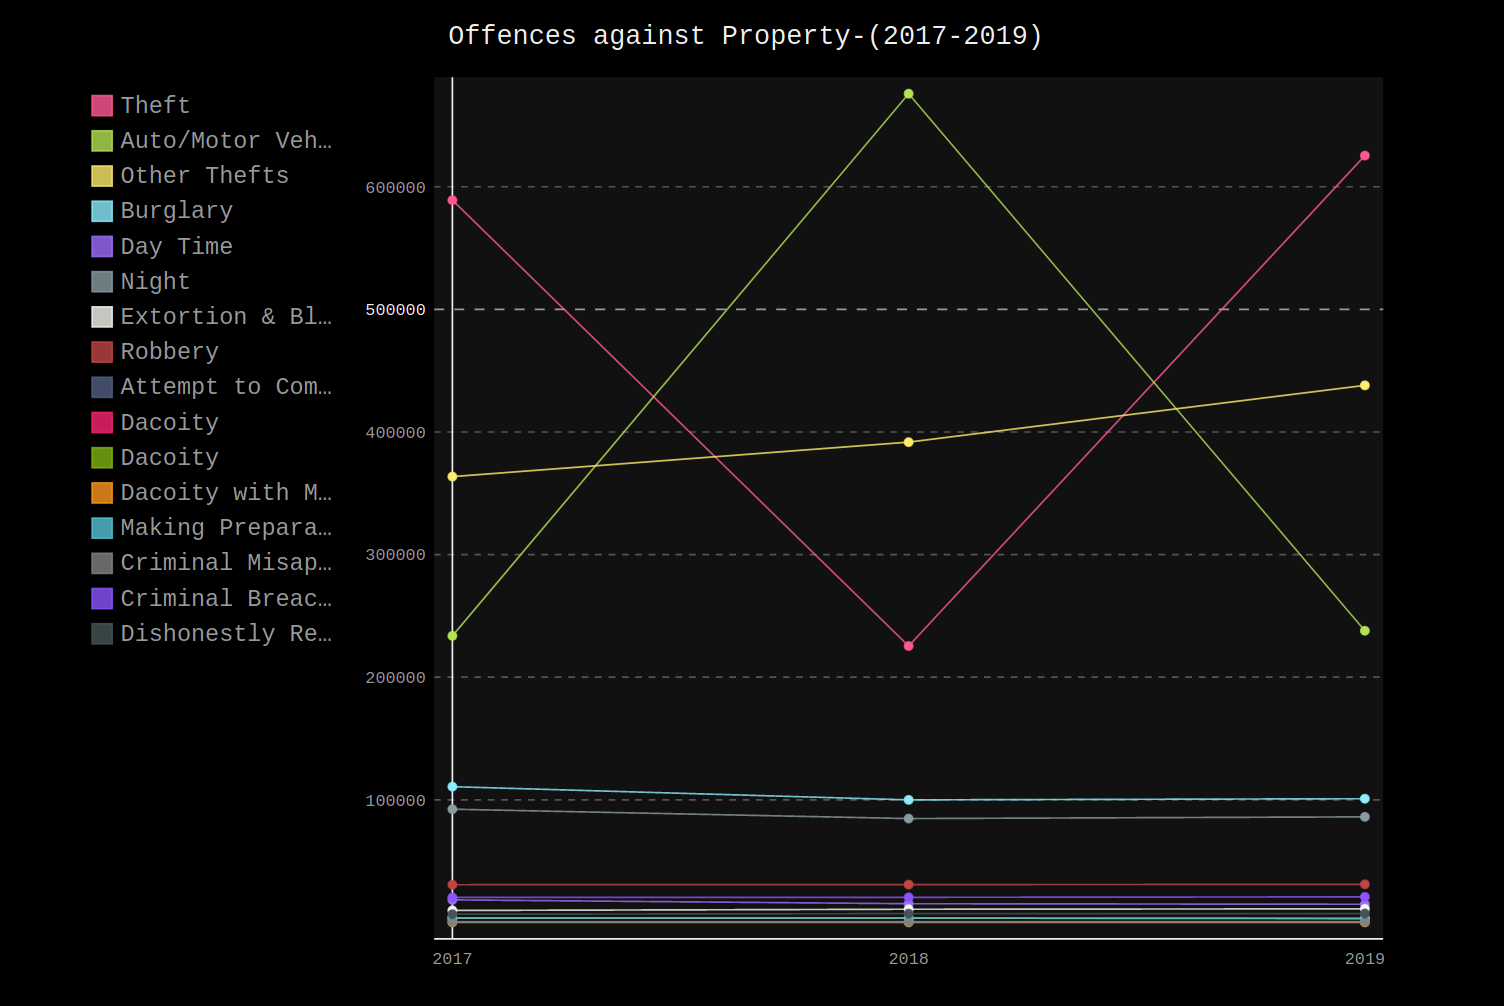 Offences against Property-(2017-2019)
Theft
Auto/Motor Veh…
Other Thefts
Burglary
Day Time
Night
Extortion & Bl…
Robbery
Attempt to Com…
Dacoity
Dacoity
Dacoity with M…
Making Prepara…
Criminal Misap…
Criminal Breac…
Dishonestly Re…
600000
500000
400000
300000
200000
100000
2017 2018 2019